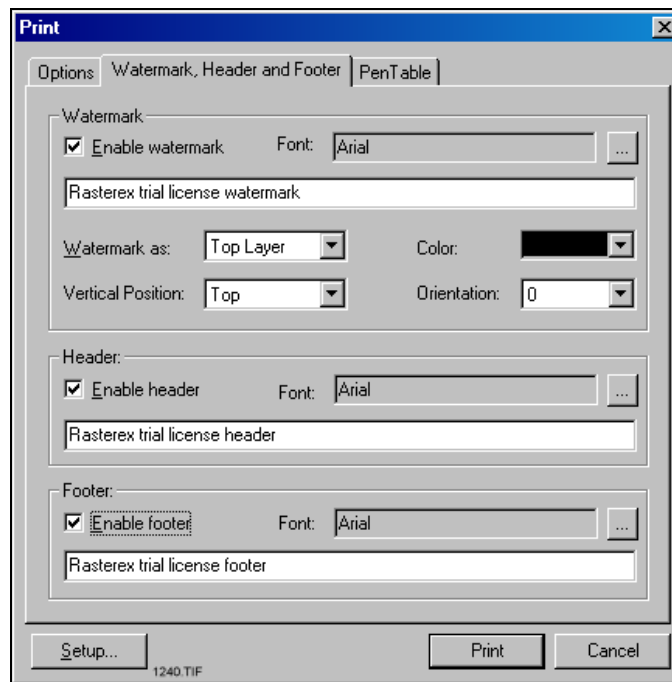 Print
Options Watermark, Header and Footer PenTable
Watermark
Enable watermark Font: Arial ...
Rasterex trial license watermark
Watermark as: Top Layer Color:
Vertical Position: Top Orientation: 0
Header:
Enable header Font: Arial ...
Rasterex trial license header
Footer:
Enable footer Font: Arial ...
Rasterex trial license footer
Setup... 1240.TIF Print Cancel